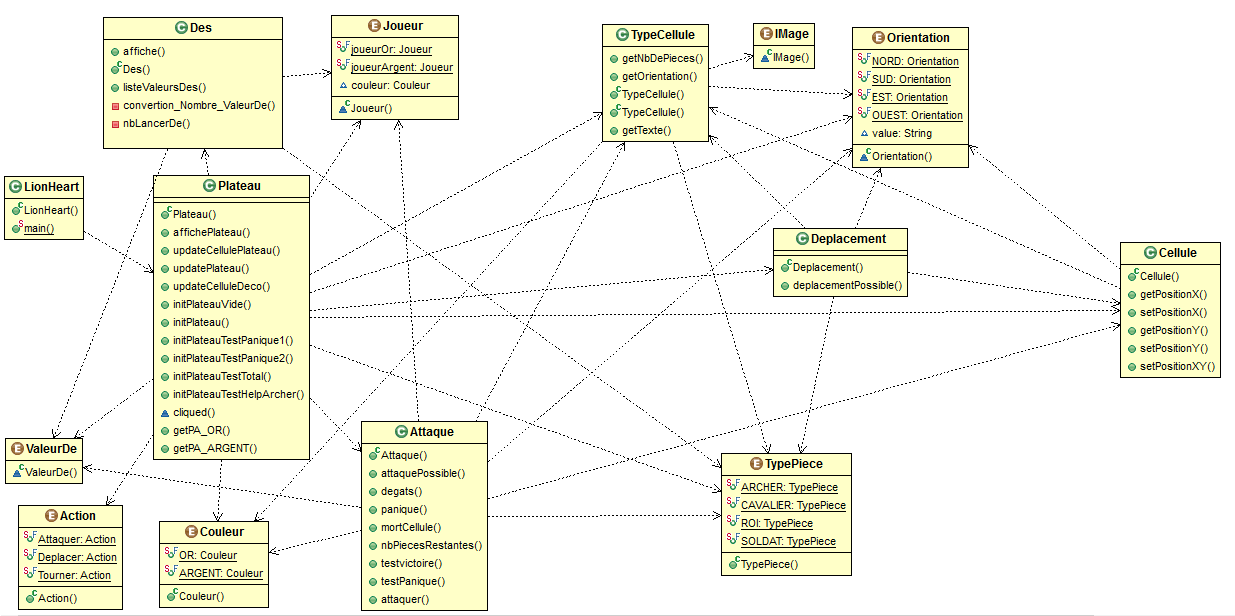 Des
affiche()
Des()
listeValeursDes()
convertion_Nombre_ValeurDe()
nbLancerDe()
Joueur
joueurOr: Joueur
joueurArgent: Joueur
couleur: Couleur
Joueur()
TypeCellule
getNbDePieces()
getOrientation()
TypeCellule()
TypeCellule()
getTexte()
IMage
IMage()
Orientation
NORD: Orientation
SUD: Orientation
EST: Orientation
OUEST: Orientation
value: String
Orientation()
LionHeart
LionHeart()
main()
Plateau
Plateau()
affichePlateau()
updateCellulePlateau()
updatePlateau()
updateCelluleDeco()
initPlateauVide()
initPlateau()
initPlateauTestPanique1()
initPlateauTestPanique2()
initPlateauTestTotal()
initPlateauTestHelpArcher()
cliqued()
getPA_OR()
getPA_ARGENT()
Deplacement
Deplacement()
deplacementPossible()
Cellule
Cellule()
getPositionX()
setPositionX()
getPositionY()
setPositionY()
setPositionXY()
ValeurDe
ValeurDe()
Action
Attaquer: Action
Deplacer: Action
Tourner: Action
Action()
Couleur
OR: Couleur
ARGENT: Couleur
Couleur()
Attaque
Attaque()
attaquePossible()
degats()
panique()
mortCellule()
nbPiecesRestantes()
testvictoire()
testPanique()
attaquer()
TypePiece
ARCHER: TypePiece
CAVALIER: TypePiece
ROI: TypePiece
SOLDAT: TypePiece
TypePiece()